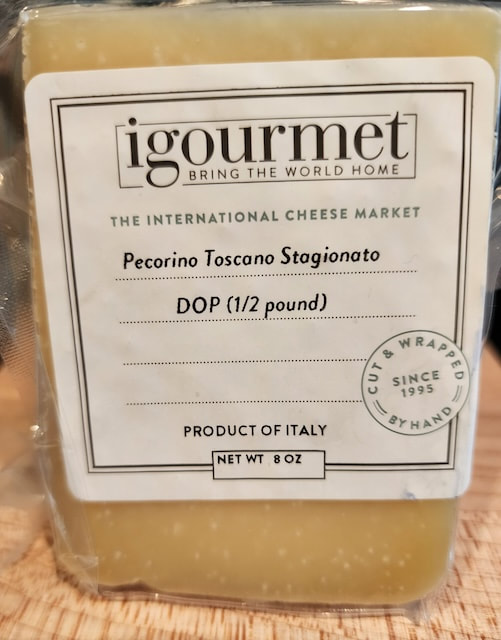 igourmet
BRING THE WORLD HOME
THE INTERNATIONAL CHEESE MARKET
Pecorino Toscano Stagionato
DOP (1/2 pound)
CUT & WRAPPED
SINCE
1995
BY HAND
PRODUCT OF ITALY
NET WT 8 OZ